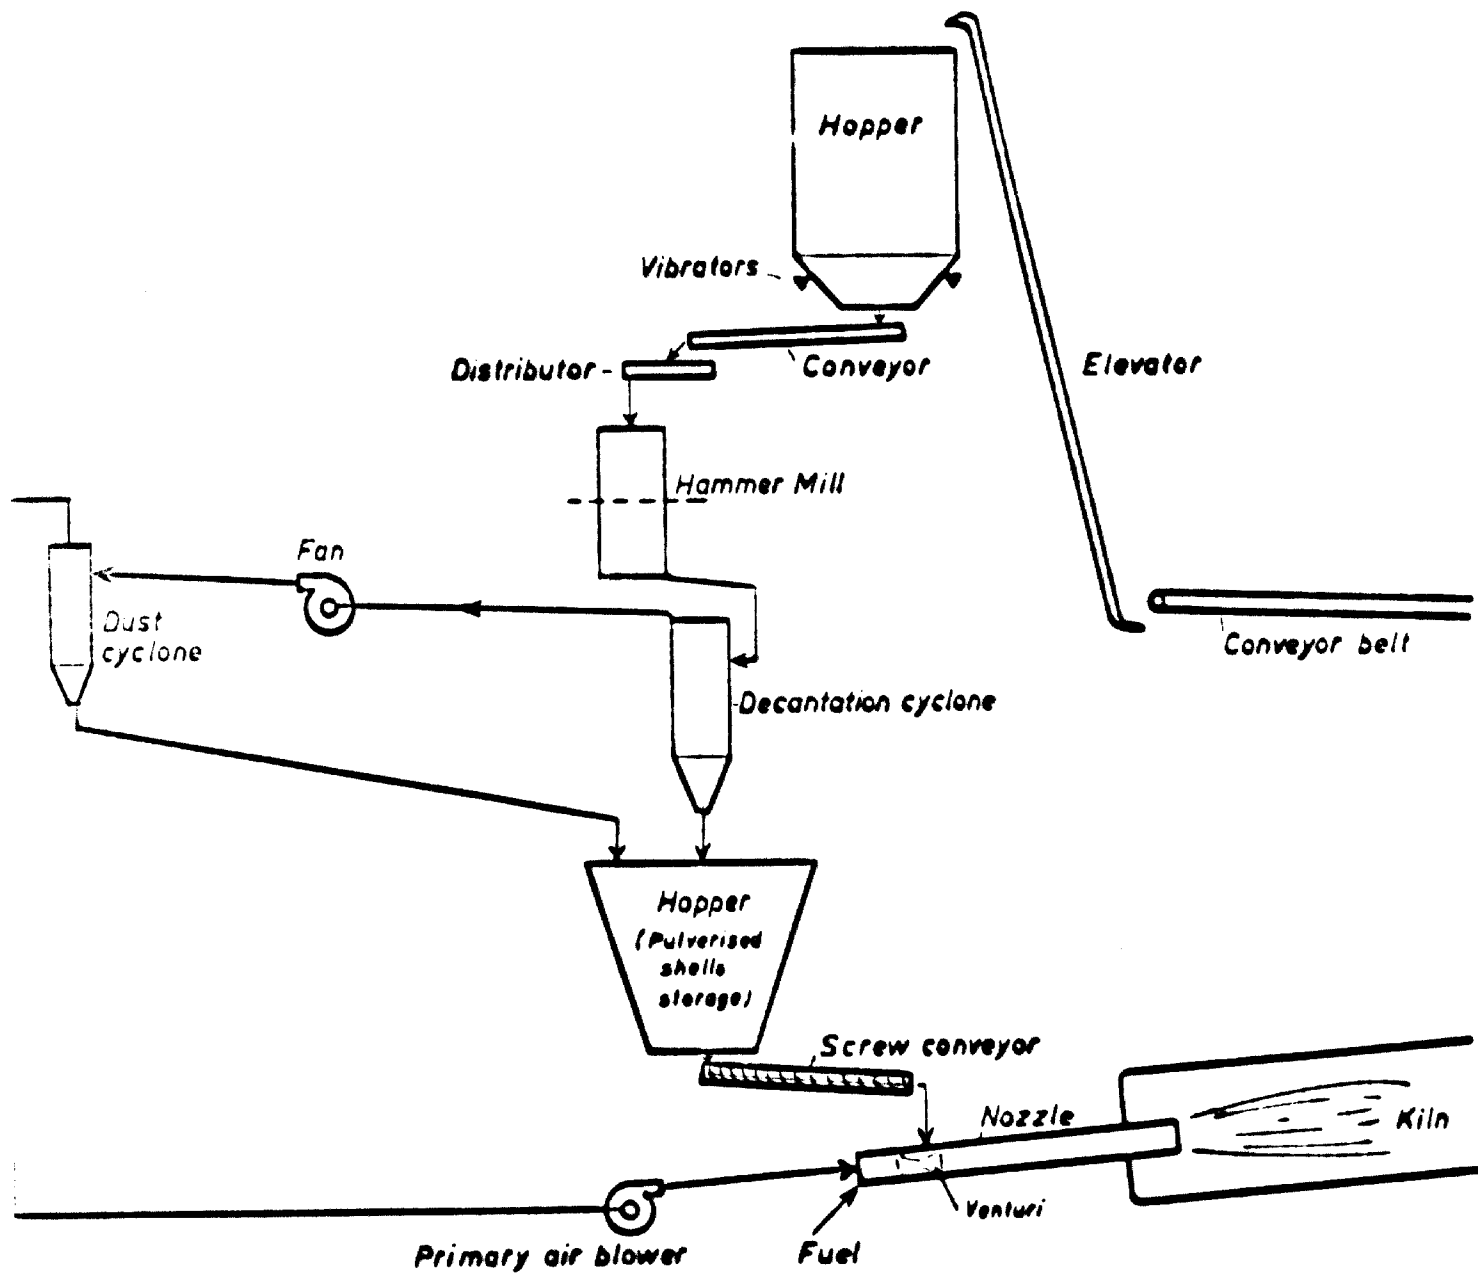 Hopper
Vibrators
Distributor
Conveyor
Elevator
Hammer Mill
Fan
Dust
cyclone
Conveyor belt
Decantation cyclone
Hopper
(Pulverised
shells
storage)
Screw conveyor
Nozzle
Kiln
Venturi
Primary air blower
Fuel